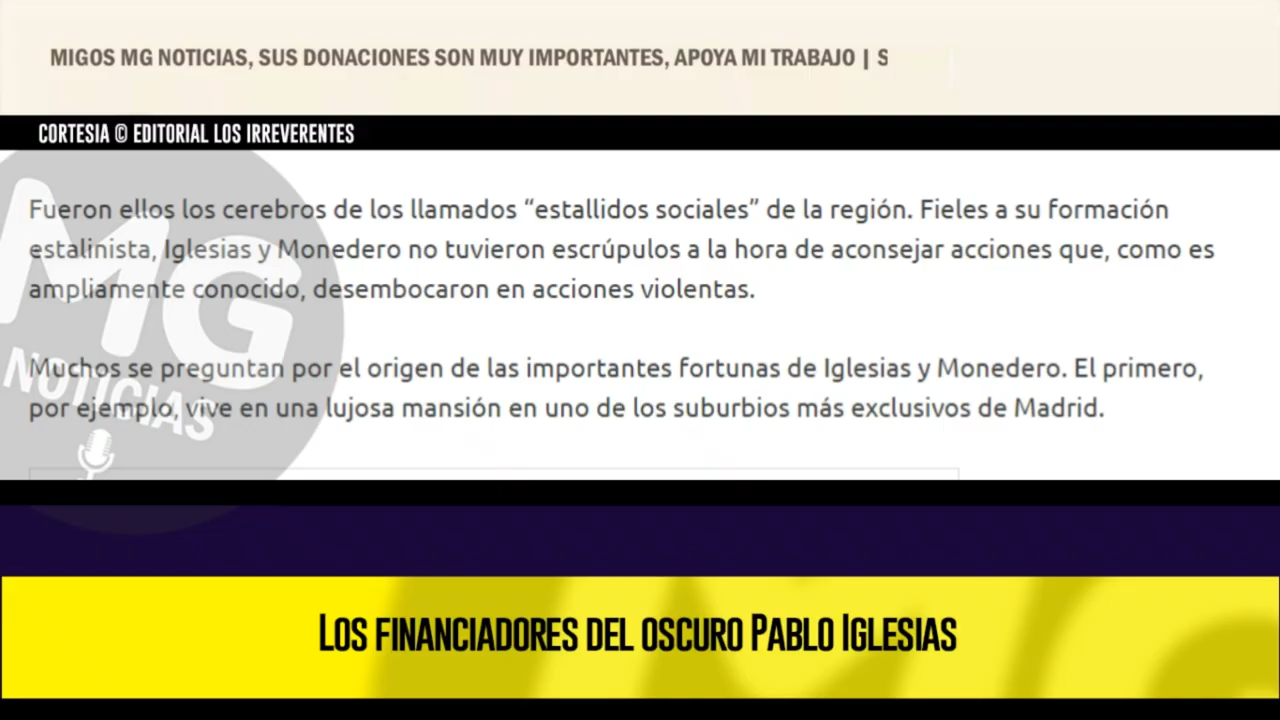 MIGOS MG NOTICIAS, SUS DONACIONES SON MUY IMPORTANTES, APOYA MI TRABAJO | S
CORTESIA © EDITORIAL LOS IRREVERENTES
Fueron ellos los cerebros de los llamados “estallidos sociales” de la región. Fieles a su formación
estalinista, Iglesias y Monedero no tuvieron escrúpulos a la hora de aconsejar acciones que, como es
ampliamente conocido, desembocaron en acciones violentas.
Muchos se preguntan por el origen de las importantes fortunas de Iglesias y Monedero. El primero,
por ejemplo, vive en una lujosa mansión en uno de los suburbios más exclusivos de Madrid.
MG
NOTICIAS
LOS FINANCIADORES DEL OSCURO PABLO IGLESIAS